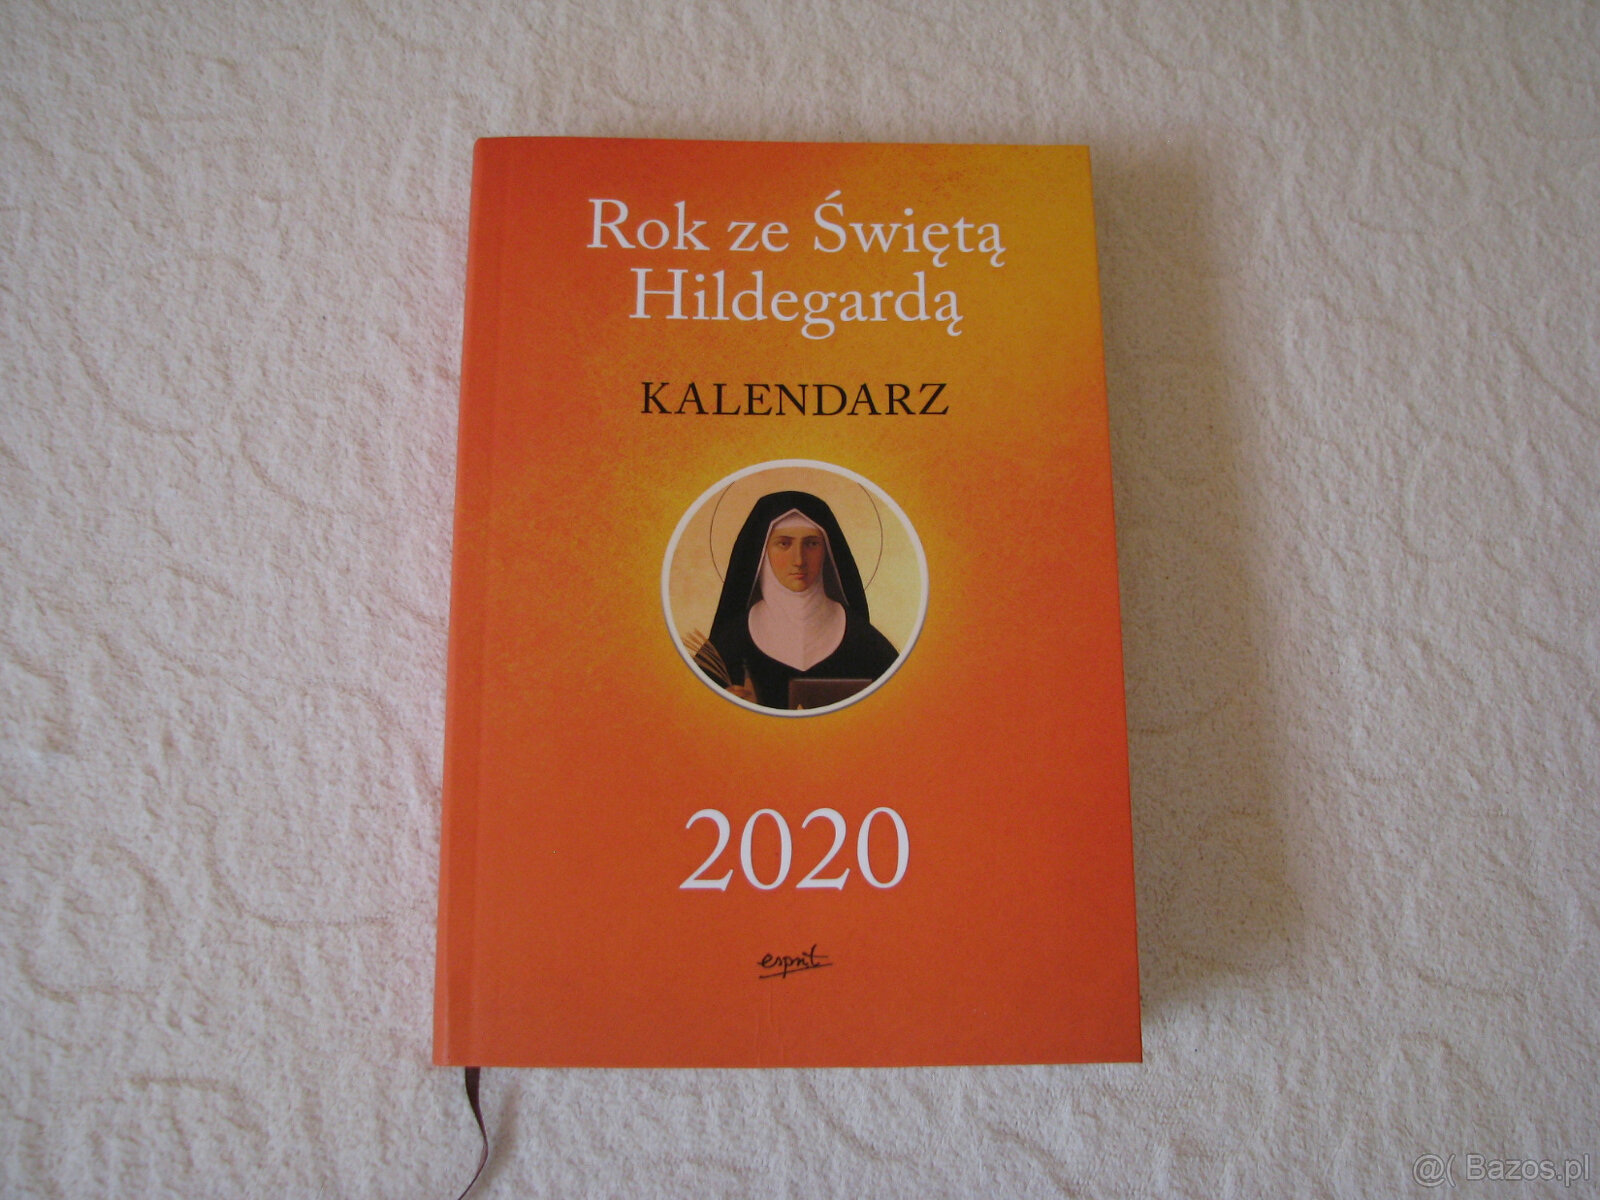 Rok ze Świętą
Hildegardą
KALENDARZ
2020
esprit
@( Bazos.pl